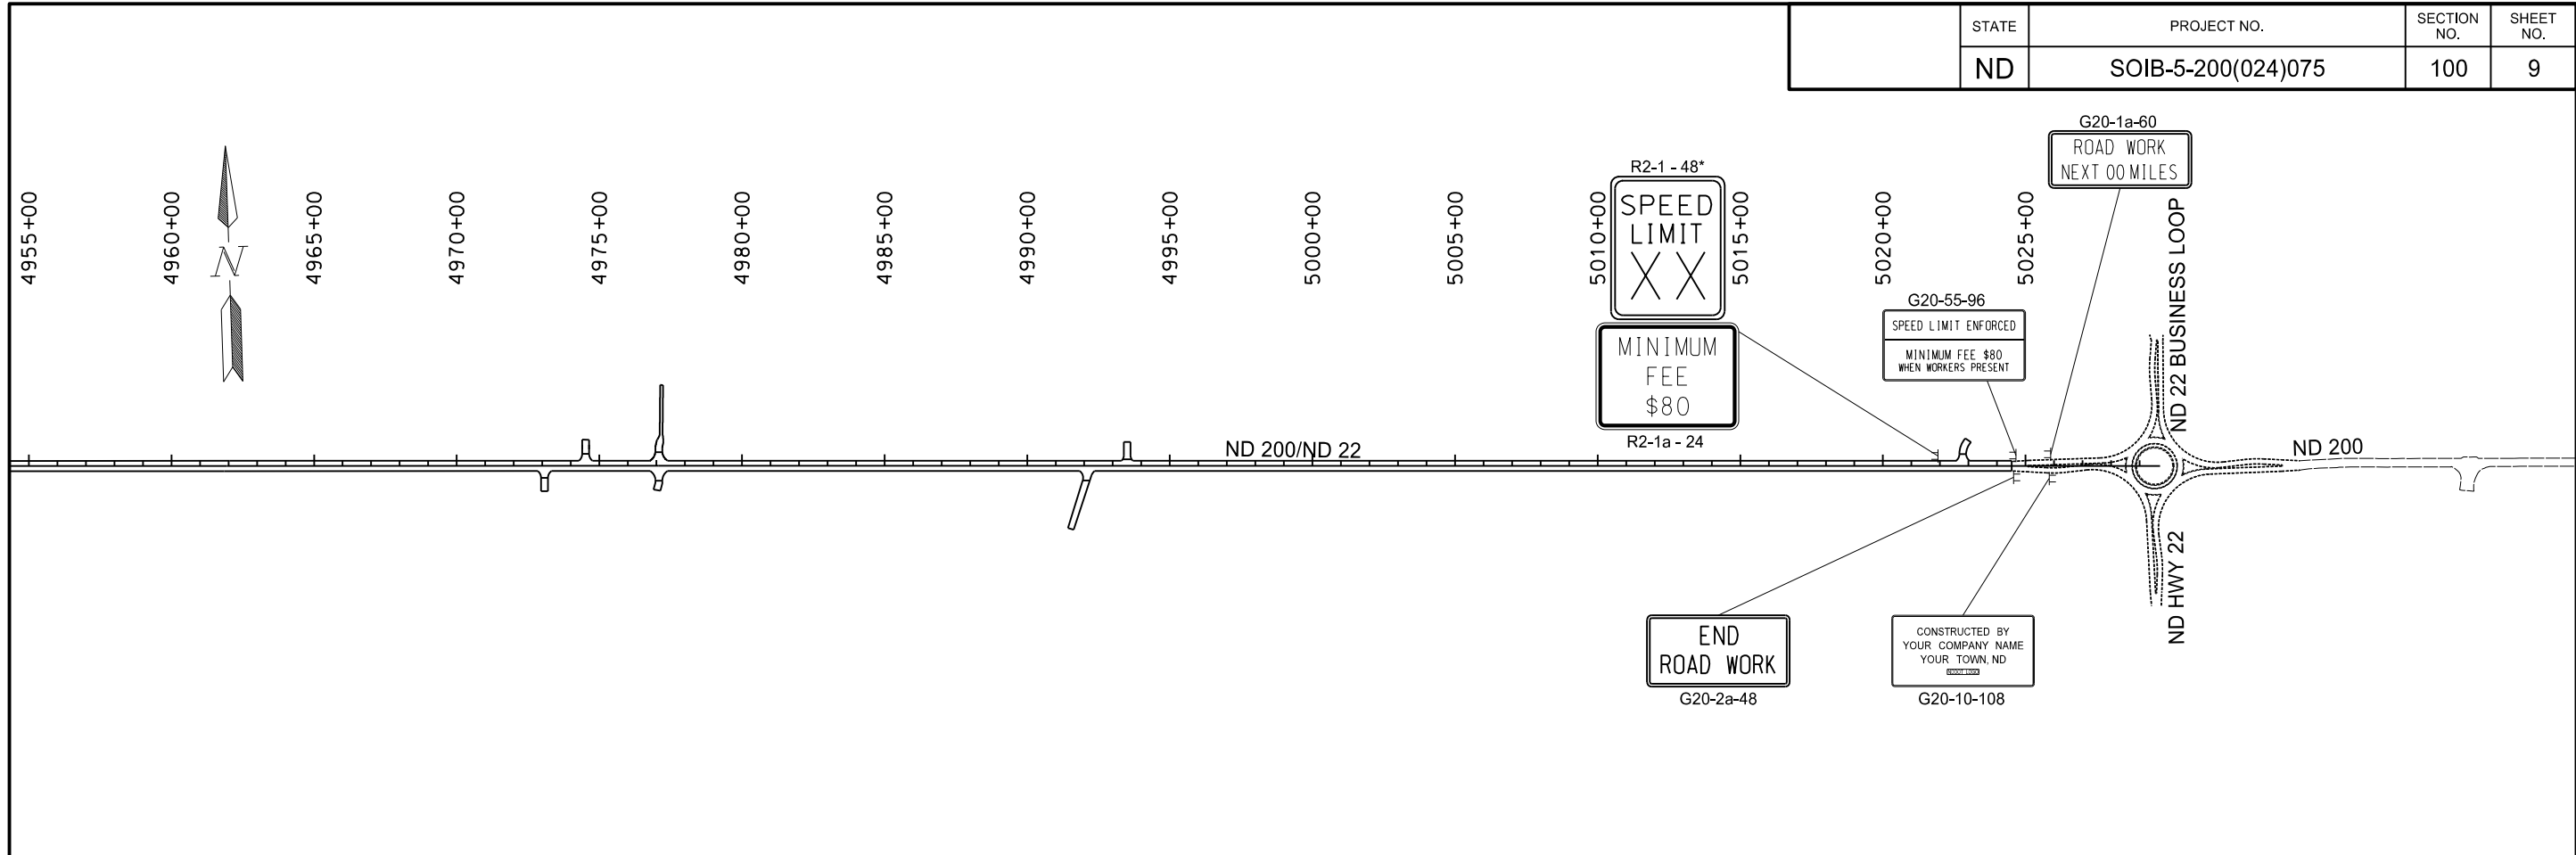 STATE
PROJECT NO.
SECTION
NO.
SHEET
NO.
ND
SOIB-5-200(024)075
100
9
G20-1a-60
ROAD WORK
NEXT 00 MILES
R2-1 - 48*
SPEED
LIMIT
XX
4955+00
4960+00
N
4965+00
4970+00
4975+00
4980+00
4985+00
4990+00
4995+00
5000+00
5005+00
5010+00
5015+00
5020+00
5025+00
ND 22 BUSINESS LOOP
G20-55-96
SPEED LIMIT ENFORCED
MINIMUM FEE $80
WHEN WORKERS PRESENT
MINIMUM
FEE
$80
R2-1a - 24
ND 200/ND 22
ND 200
ND HWY 22
END
ROAD WORK
G20-2a-48
CONSTRUCTED BY
YOUR COMPANY NAME
YOUR TOWN, ND
G20-10-108